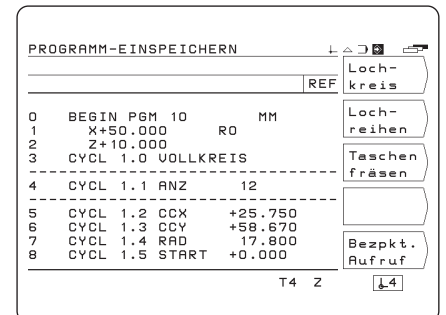 PROGRAMM-EINSPEICHERN
REF
0 BEGIN PGM 10 MM
1 X+50.000 R0
2 Z+10.000
3 CYCL 1.0 VOLLKREIS
4 CYCL 1.1 ANZ 12
5 CYCL 1.2 CCX +25.750
6 CYCL 1.3 CCY +58.670
7 CYCL 1.4 RAD 17.800
8 CYCL 1.5 START +0.000
T4 Z
Loch-
kreis
Loch-
reihen
Taschen
fräsen
Bezpkt.
Aufruf
4